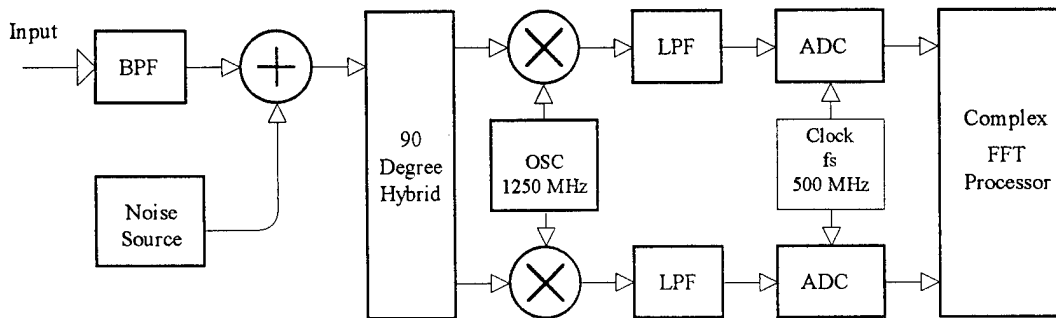 Input
BPF
Noise
Source
90
Degree
Hybrid
OSC
1250 MHz
LPF
ADC
Clock
fs
500 MHz
LPF
ADC
Complex
FFT
Processor